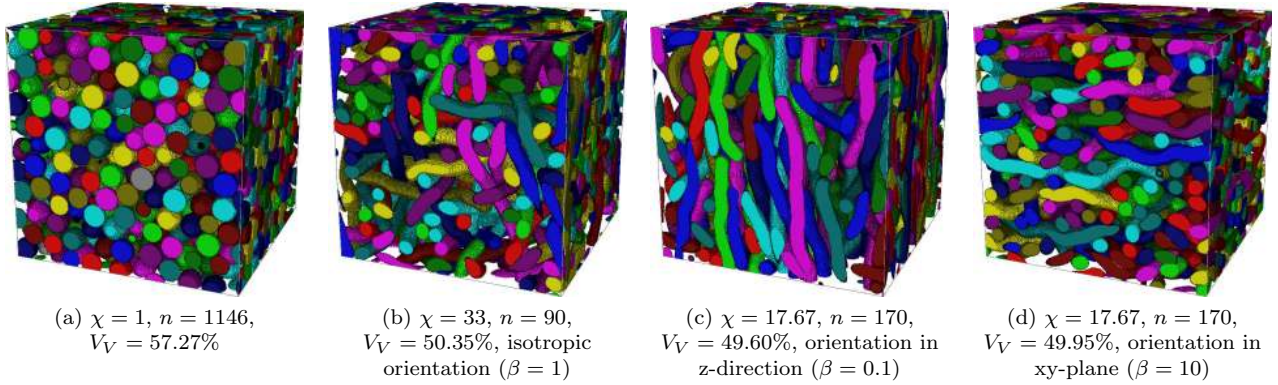 (a) χ = 1, n = 1146,
V_V = 57.27%
(b) χ = 33, n = 90,
V_V = 50.35%, isotropic
orientation (β = 1)
(c) χ = 17.67, n = 170,
V_V = 49.60%, orientation in
z-direction (β = 0.1)
(d) χ = 17.67, n = 170,
V_V = 49.95%, orientation in
xy-plane (β = 10)